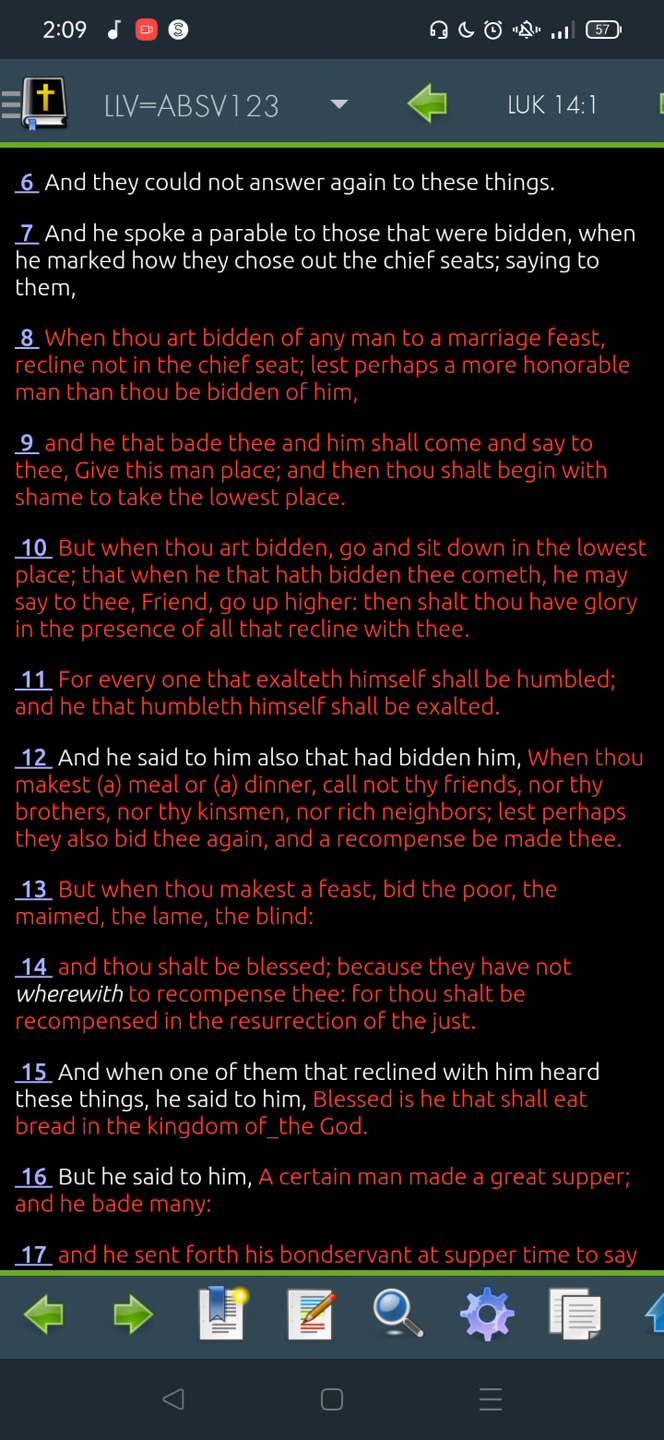 2:09
57
LLV=ABSV123
LUK 14:1
6 And they could not answer again to these things.
7 And he spoke a parable to those that were bidden, when
he marked how they chose out the chief seats; saying to
them,
8 When thou art bidden of any man to a marriage feast,
recline not in the chief seat; lest perhaps a more honorable
man than thou be bidden of him,
9 and he that bade thee and him shall come and say to
thee, Give this man place; and then thou shalt begin with
shame to take the lowest place.
10 But when thou art bidden, go and sit down in the lowest
place; that when he that hath bidden thee cometh, he may
say to thee, Friend, go up higher: then shalt thou have glory
in the presence of all that recline with thee.
11 For every one that exalteth himself shall be humbled;
and he that humbleth himself shall be exalted.
12 And he said to him also that had bidden him, When thou
makest (a) meal or (a) dinner, call not thy friends, nor thy
brothers, nor thy kinsmen, nor rich neighbors; lest perhaps
they also bid thee again, and a recompense be made thee.
13 But when thou makest a feast, bid the poor, the
maimed, the lame, the blind:
14 and thou shalt be blessed; because they have not
wherewith to recompense thee: for thou shalt be
recompensed in the resurrection of the just.
15 And when one of them that reclined with him heard
these things, he said to him, Blessed is he that shall eat
bread in the kingdom of_the God.
16 But he said to him, A certain man made a great supper;
and he bade many:
17 and he sent forth his bondservant at supper time to say